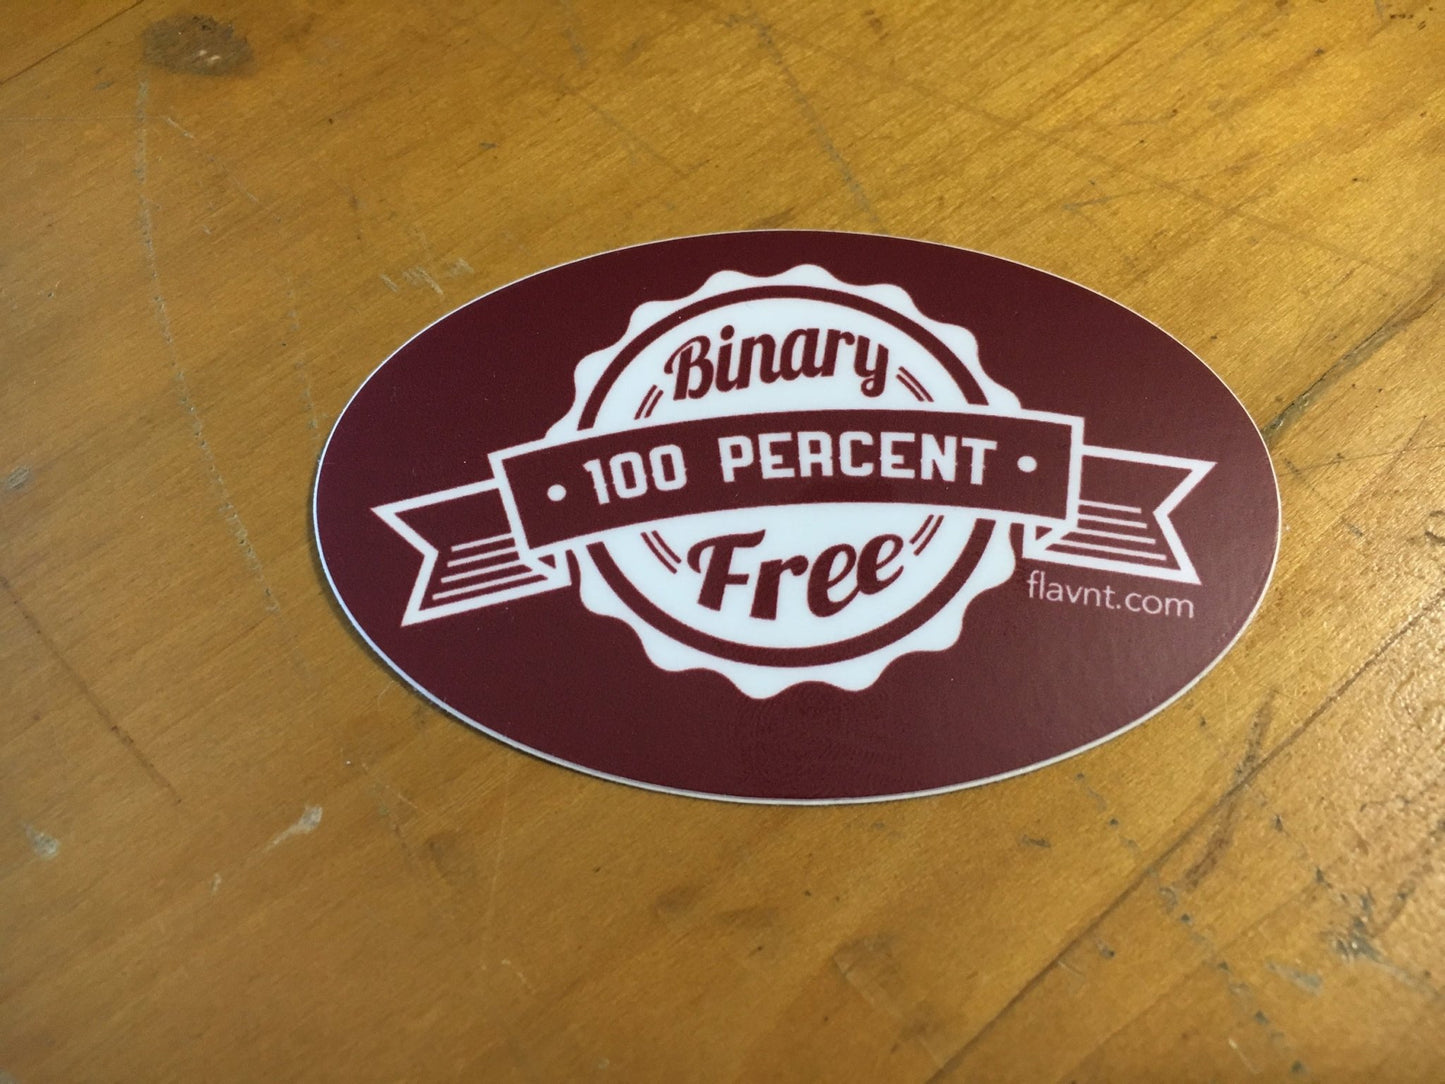 Binary
100 PERCENT
Free
flavnt.com